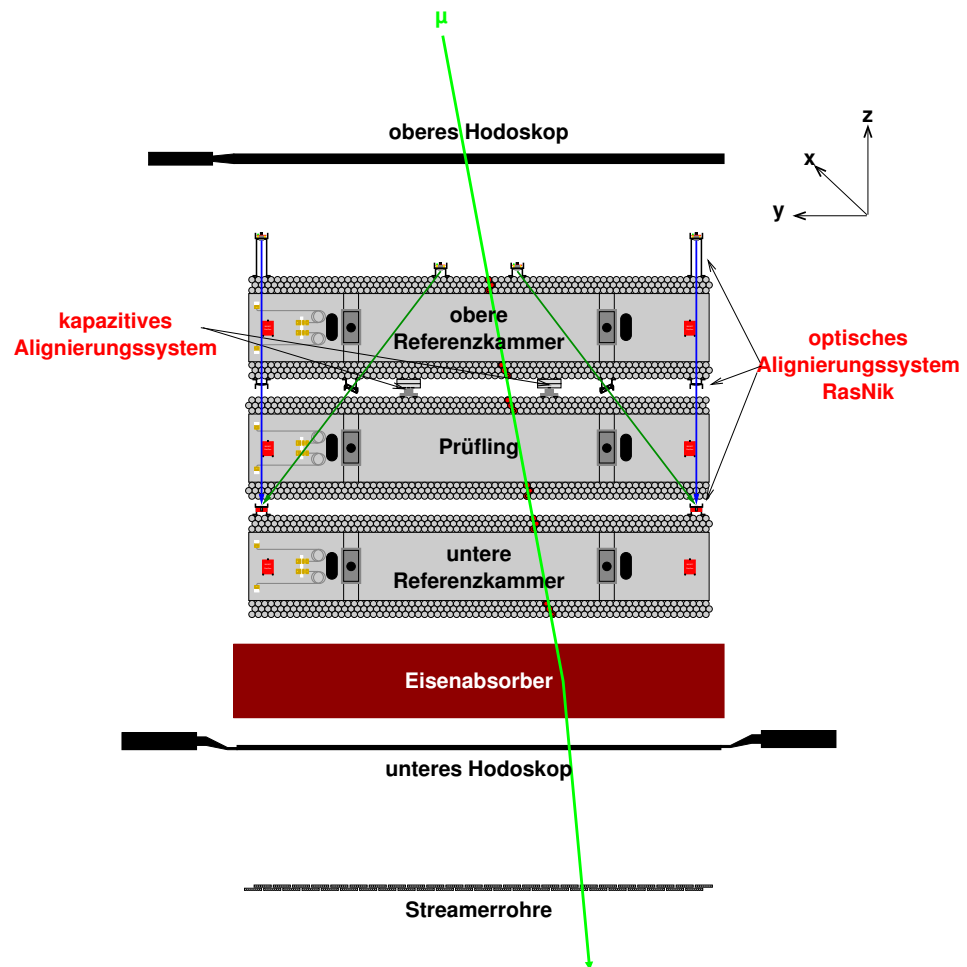 μ
oberes Hodoskop
z
x
y
kapazitives
Alignierungssystem
obere
Referenzkammer
optisches
Alignierungssystem
RasNik
Prüfling
untere
Referenzkammer
Eisenabsorber
unteres Hodoskop
Streamerrohre